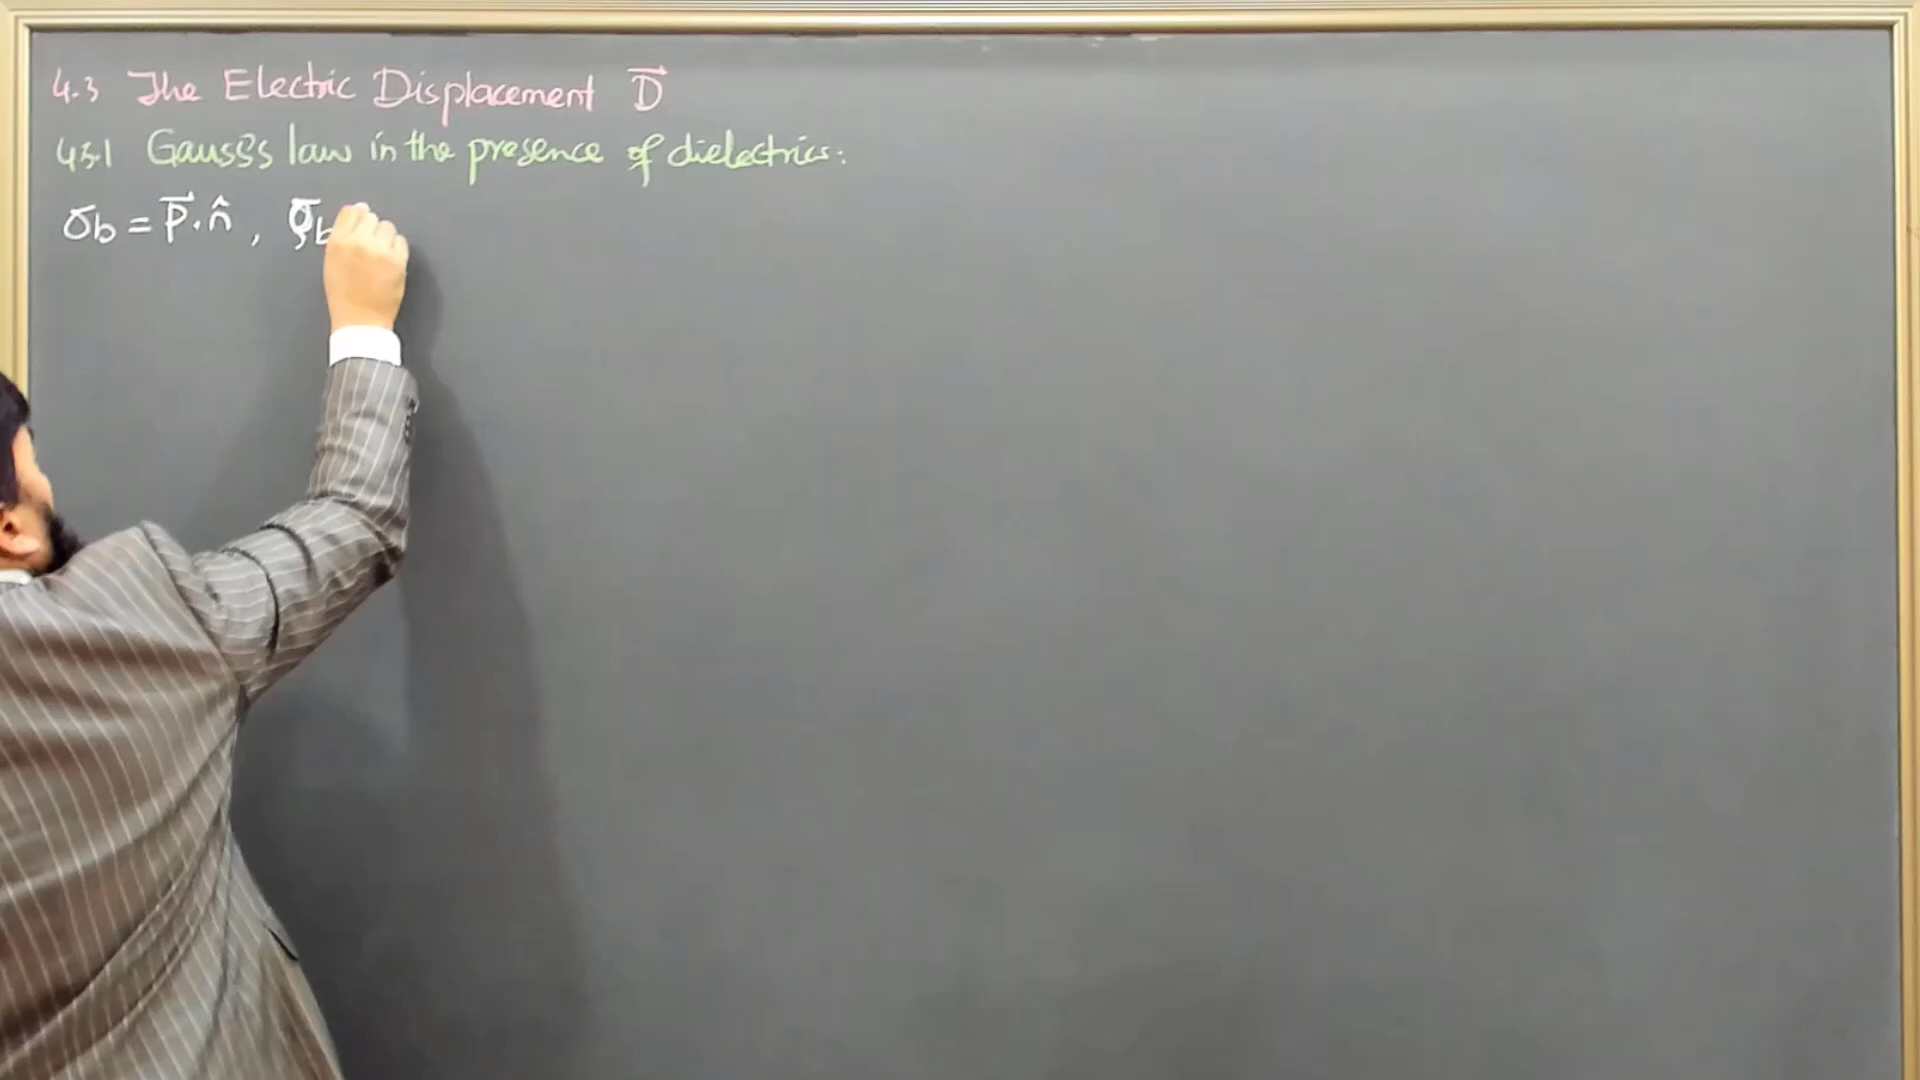 4.3 The Electric Displacement D⃗
4.3.1 Gauss's law in the presence of dielectrics:
σb = P⃗.n̂ , ρb